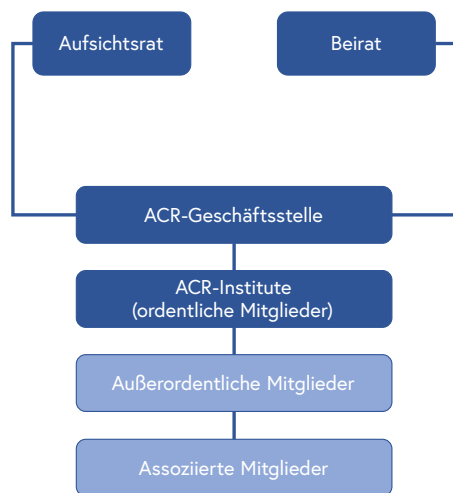 Aufsichtsrat
Beirat
ACR-Geschäftsstelle
ACR-Institute
(ordentliche Mitglieder)
Außerordentliche Mitglieder
Assoziierte Mitglieder